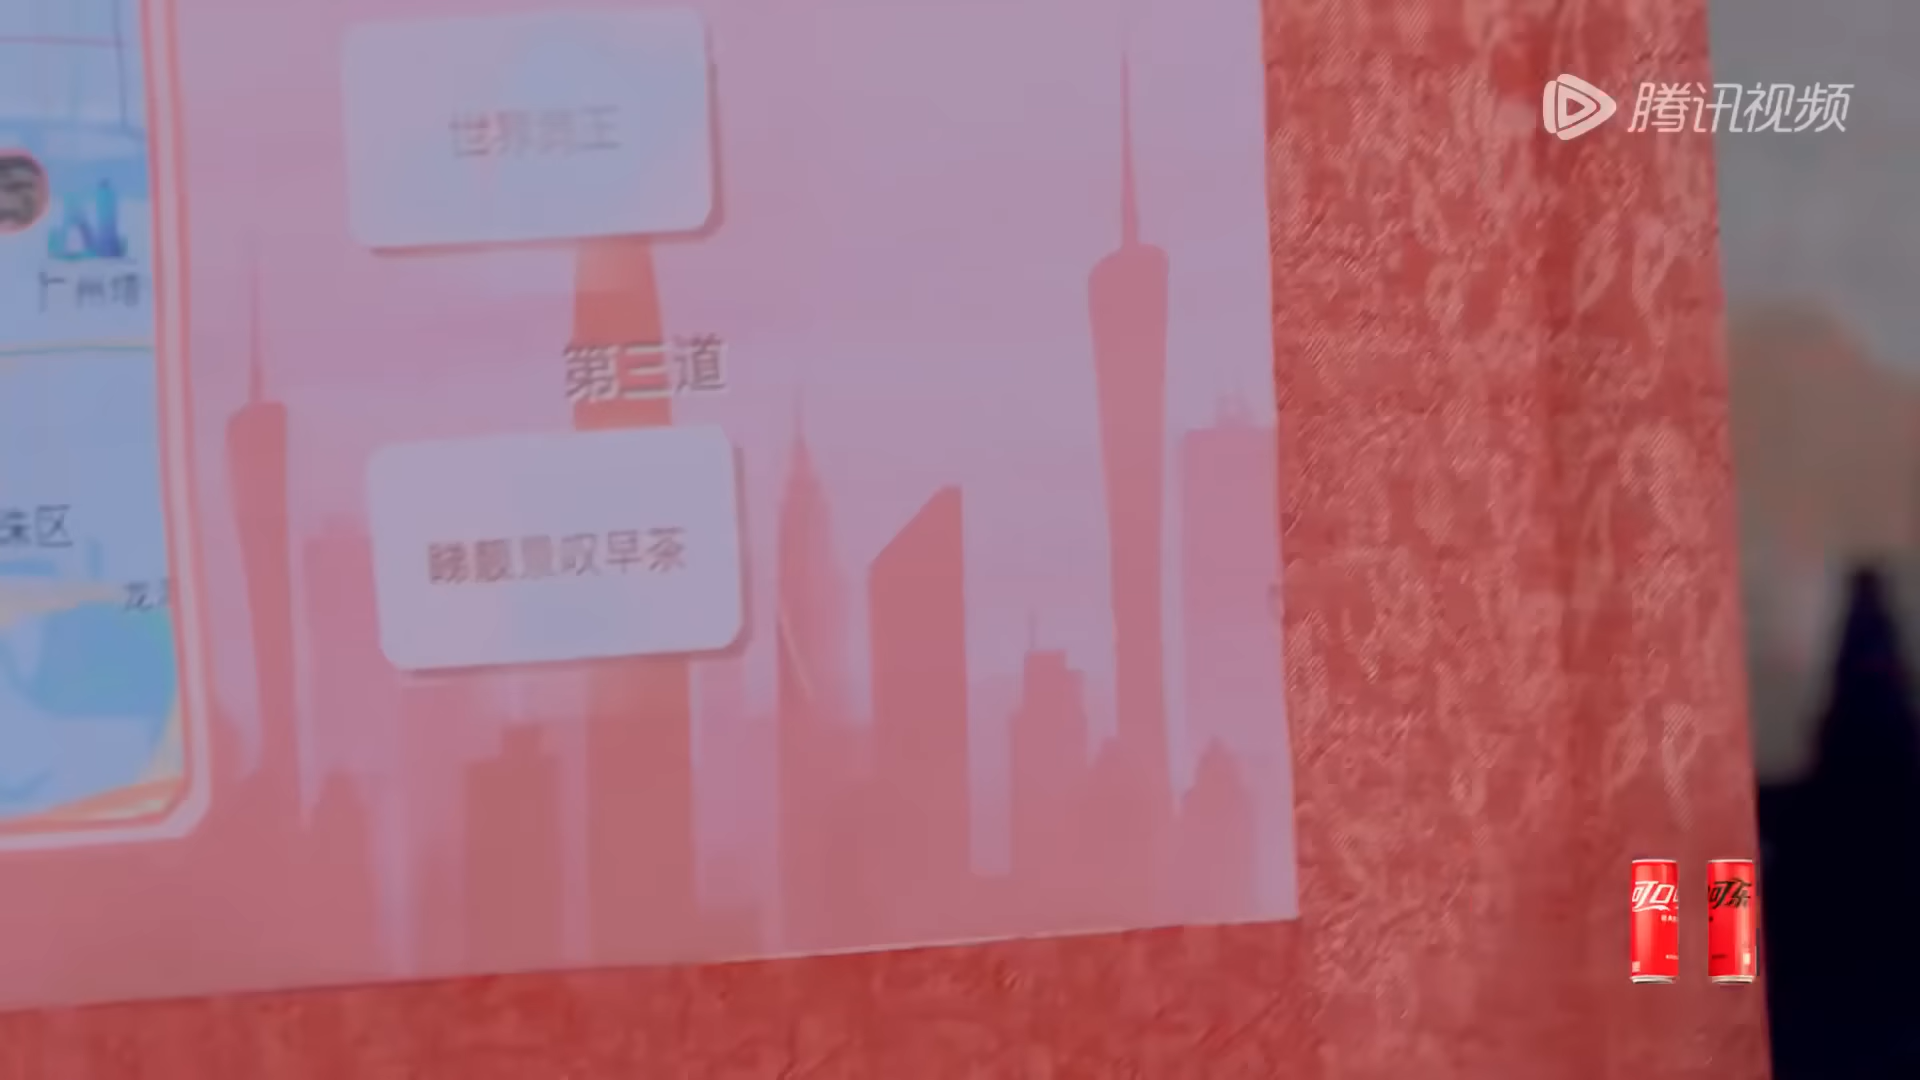 腾讯视频
世界男王
广州塔
第三道
睇靓景叹早茶
珠区